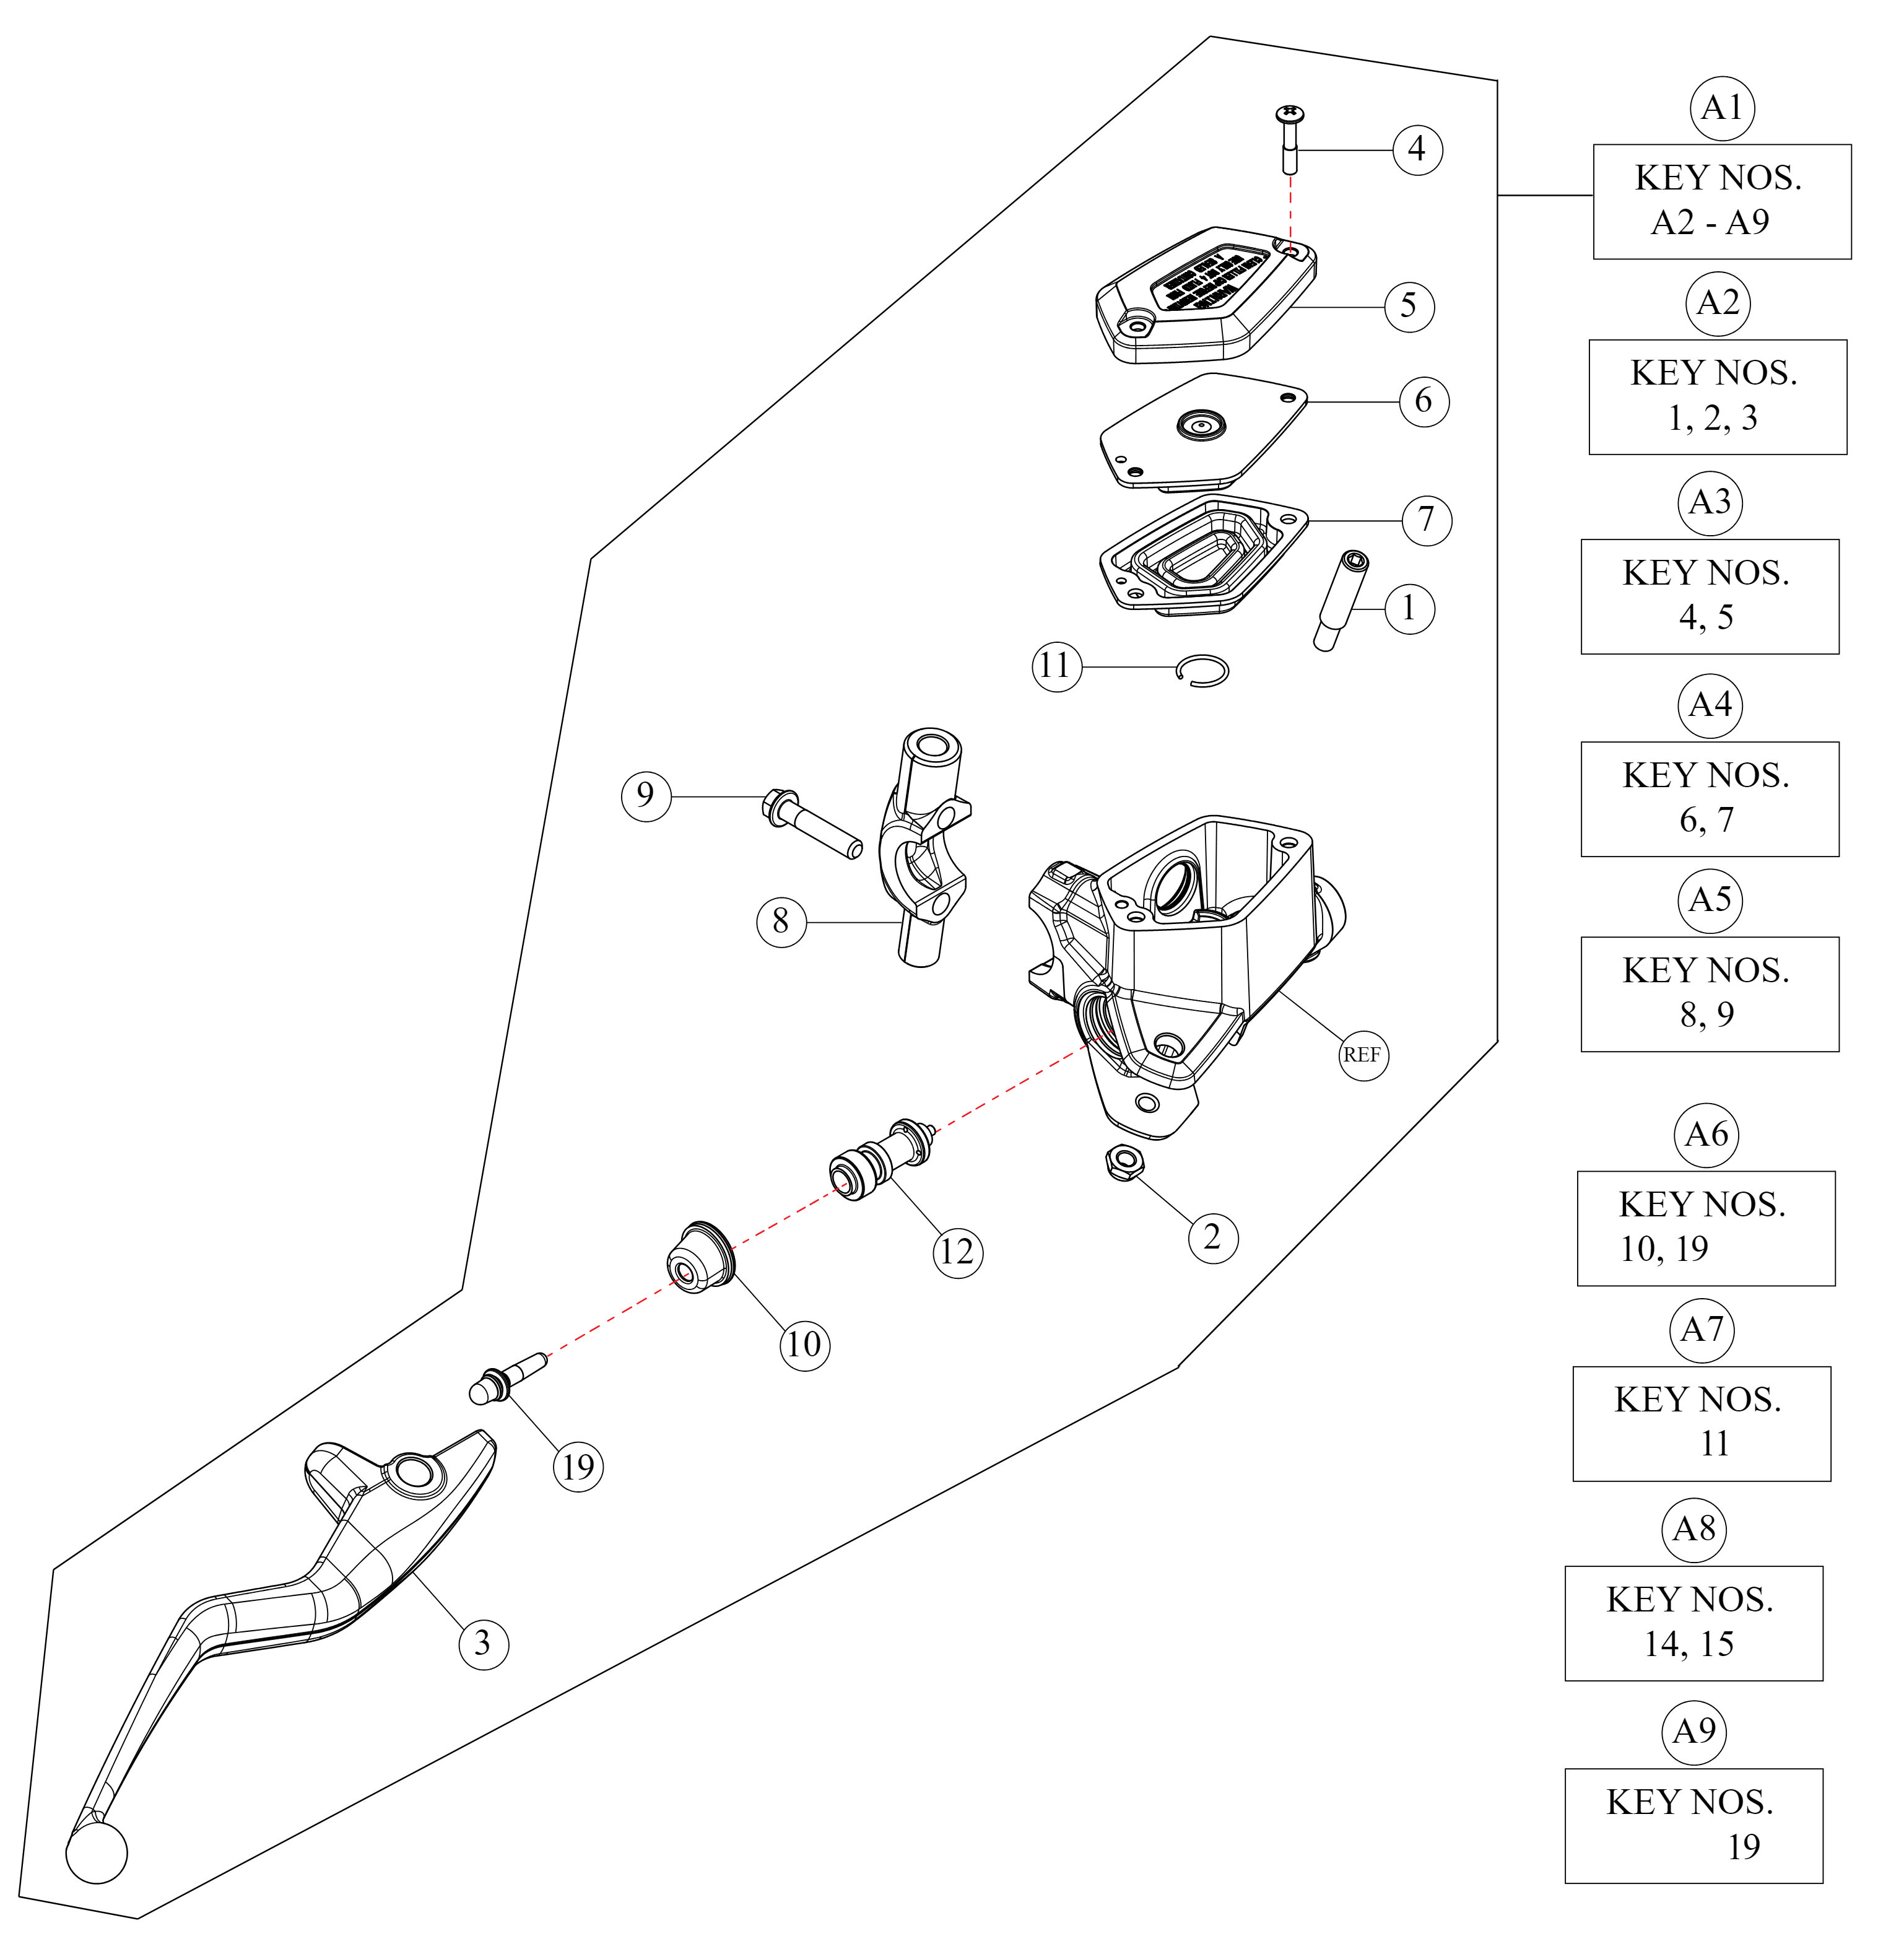 A1
KEY NOS.
A2 - A9
4
A2
5
KEY NOS.
1, 2, 3
6
A3
7
KEY NOS.
4, 5
1
11
A4
KEY NOS.
6, 7
9
A5
8
KEY NOS.
8, 9
REF
A6
KEY NOS.
10, 19
2
12
A7
10
KEY NOS.
11
19
A8
KEY NOS.
14, 15
3
A9
KEY NOS.
19